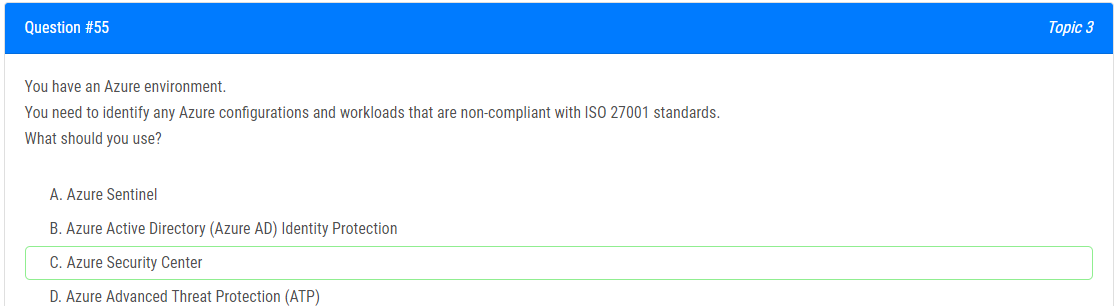 Question #55
Topic 3
You have an Azure environment.
You need to identify any Azure configurations and workloads that are non-compliant with ISO 27001 standards.
What should you use?
A. Azure Sentinel
B. Azure Active Directory (Azure AD) Identity Protection
C. Azure Security Center
D. Azure Advanced Threat Protection (ATP)